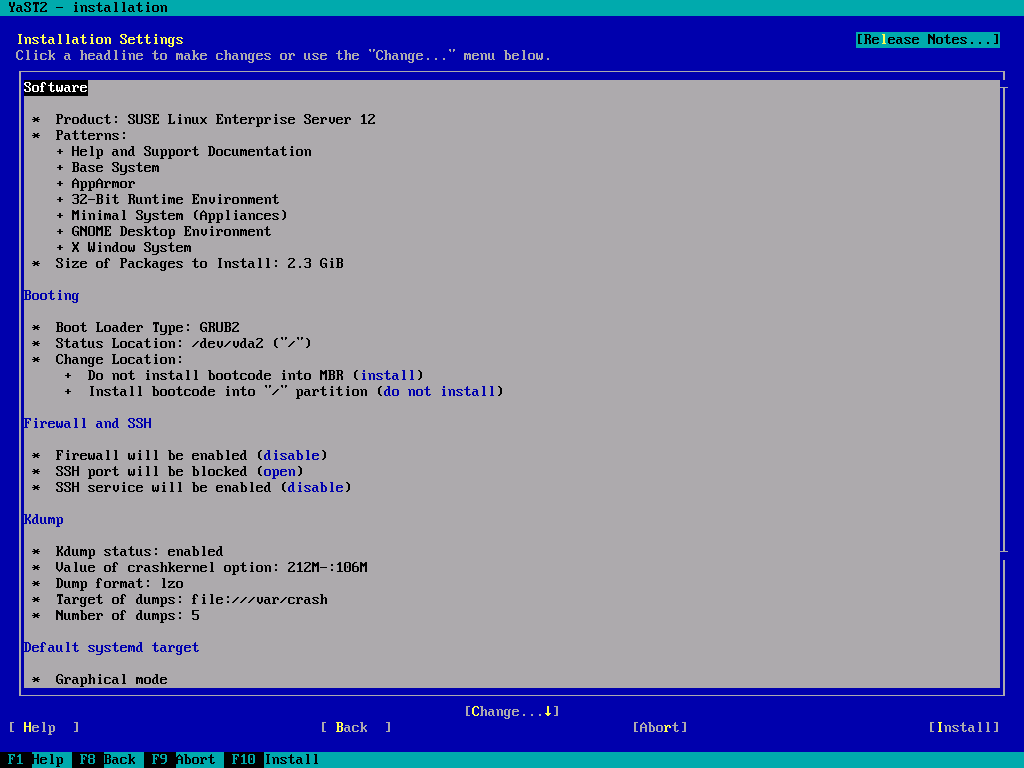 YaST2 - installation
Installation Settings [Release Notes...]
Click a headline to make changes or use the "Change..." menu below.
Software
* Product: SUSE Linux Enterprise Server 12
* Patterns:
+ Help and Support Documentation
+ Base System
+ AppArmor
+ 32-Bit Runtime Environment
+ Minimal System (Appliances)
+ GNOME Desktop Environment
+ X Window System
* Size of Packages to Install: 2.3 GiB
Booting
* Boot Loader Type: GRUB2
* Status Location: /dev/vda2 ("/")
* Change Location:
+ Do not install bootcode into MBR (install)
+ Install bootcode into "/" partition (do not install)
Firewall and SSH
* Firewall will be enabled (disable)
* SSH port will be blocked (open)
* SSH service will be enabled (disable)
Kdump
* Kdump status: enabled
* Value of crashkernel option: 212M-:106M
* Dump format: lzo
* Target of dumps: file:///var/crash
* Number of dumps: 5
Default systemd target
* Graphical mode
[Change...↓]
[ Help ] [ Back ] [Abort] [Install]
F1 Help F8 Back F9 Abort F10 Install